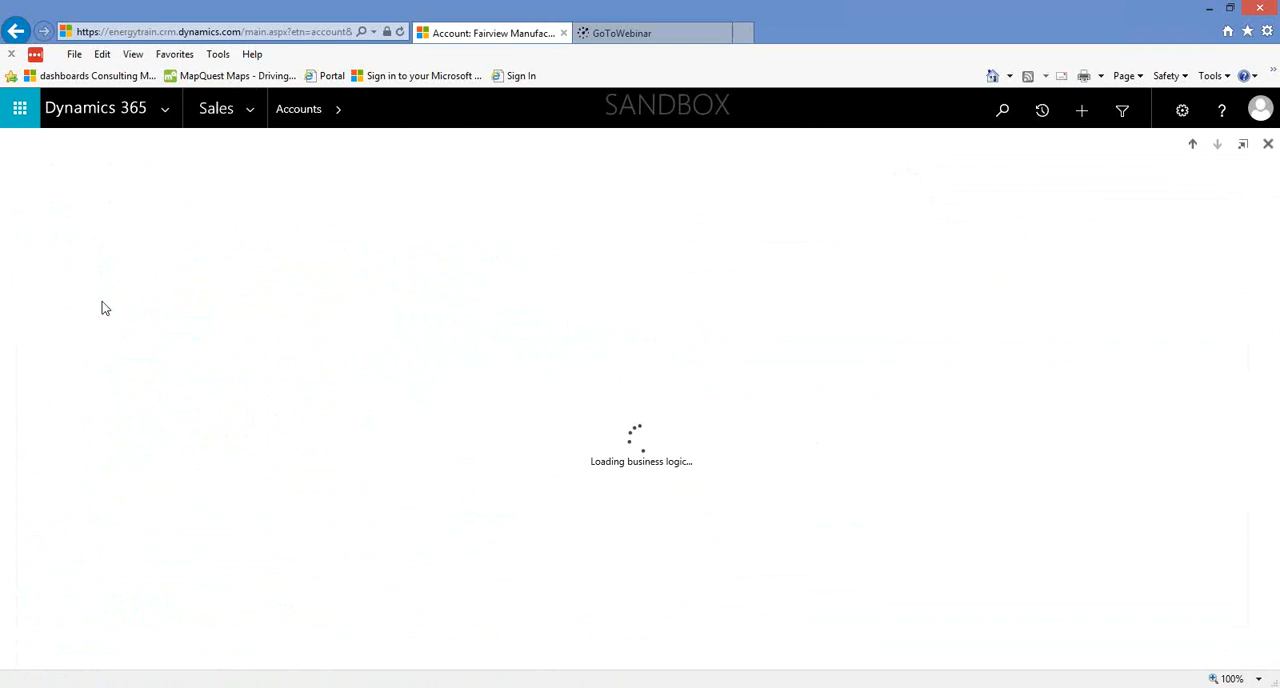 https://energytrain.crm.dynamics.com/main.aspx?etn=account&
Account: Fairview Manufac...
GoToWebinar
File Edit View Favorites Tools Help
dashboards Consulting M... MapQuest Maps - Driving... Portal Sign in to your Microsoft ... Sign In Page Safety Tools
Dynamics 365 Sales Accounts SANDBOX
Loading business logic...
100%